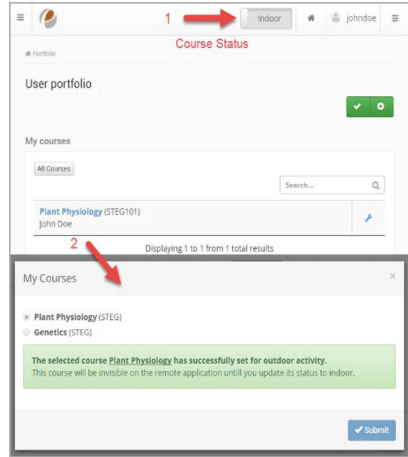 1
Indoor
johndoe
Course Status
Portfolio
User portfolio
My courses
All Courses
Search...
Plant Physiology (STEG101)
John Doe
2
Displaying 1 to 1 from 1 total results
My Courses
×
Plant Physiology (STEG)
Genetics (STEG)
The selected course Plant Physiology has successfully set for outdoor activity.
This course will be invisible on the remote application untill you update its status to indoor.
Submit